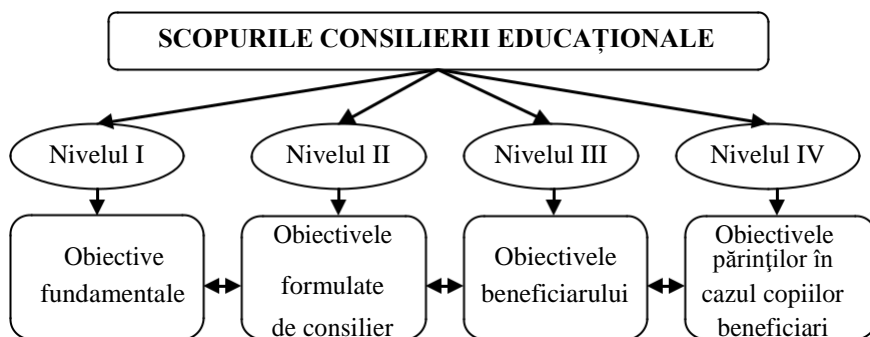 SCOPURILE CONSILIERII EDUCAȚIONALE
Nivelul I
Nivelul II
Nivelul III
Nivelul IV
Obiective
fundamentale
Obiectivele
formulate
de consilier
Obiectivele
beneficiarului
Obiectivele
părinţilor în
cazul copiilor
beneficiari